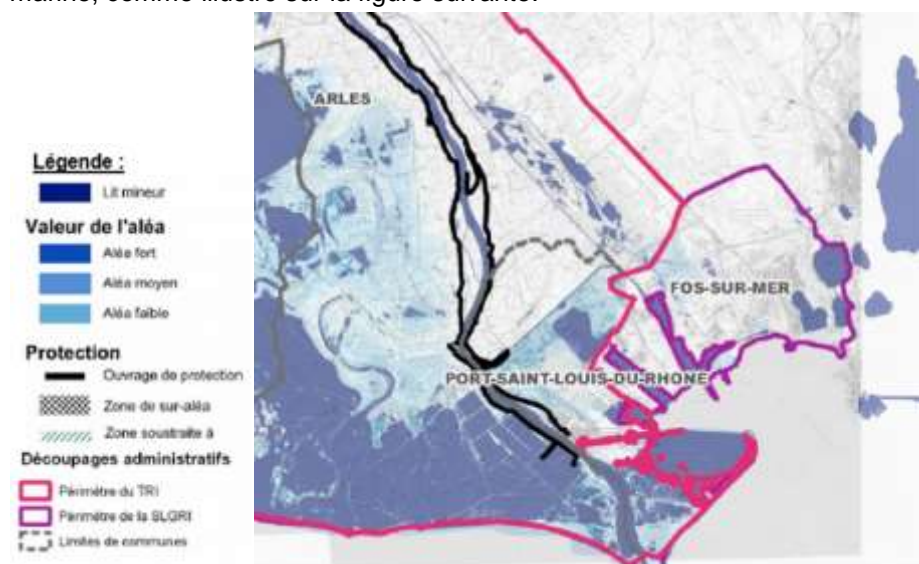 marine, comme illustré sur la figure suivante.
ARLES
FOS-SUR-MER
PORT-SAINT-LOUIS-DU-RHONE
Légende :
Lit mineur
Valeur de l'aléa
Aléa fort
Aléa moyen
Aléa faible
Protection
Ouvrage de protection
Zone de sur-aléa
Zone soustraite à
Découpages administratifs
Périmètre du TRI
Périmètre de la SLGRI
Limites de communes